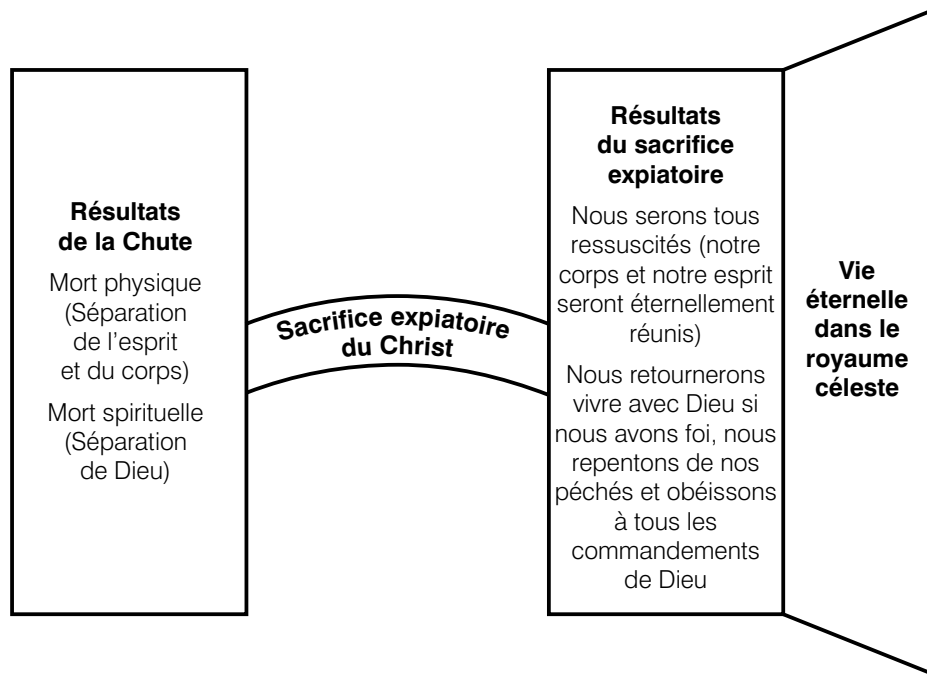 Résultats
de la Chute
Mort physique
(Séparation
de l'esprit
et du corps)
Mort spirituelle
(Séparation
de Dieu)
Sacrifice expiatoire
du Christ
Résultats
du sacrifice
expiatoire
Nous serons tous
ressuscités (notre
corps et notre esprit
seront éternellement
réunis)
Nous retournerons
vivre avec Dieu si
nous avons foi, nous
repentons de nos
péchés et obéissons
à tous les
commandements
de Dieu
Vie
éternelle
dans le
royaume
céleste